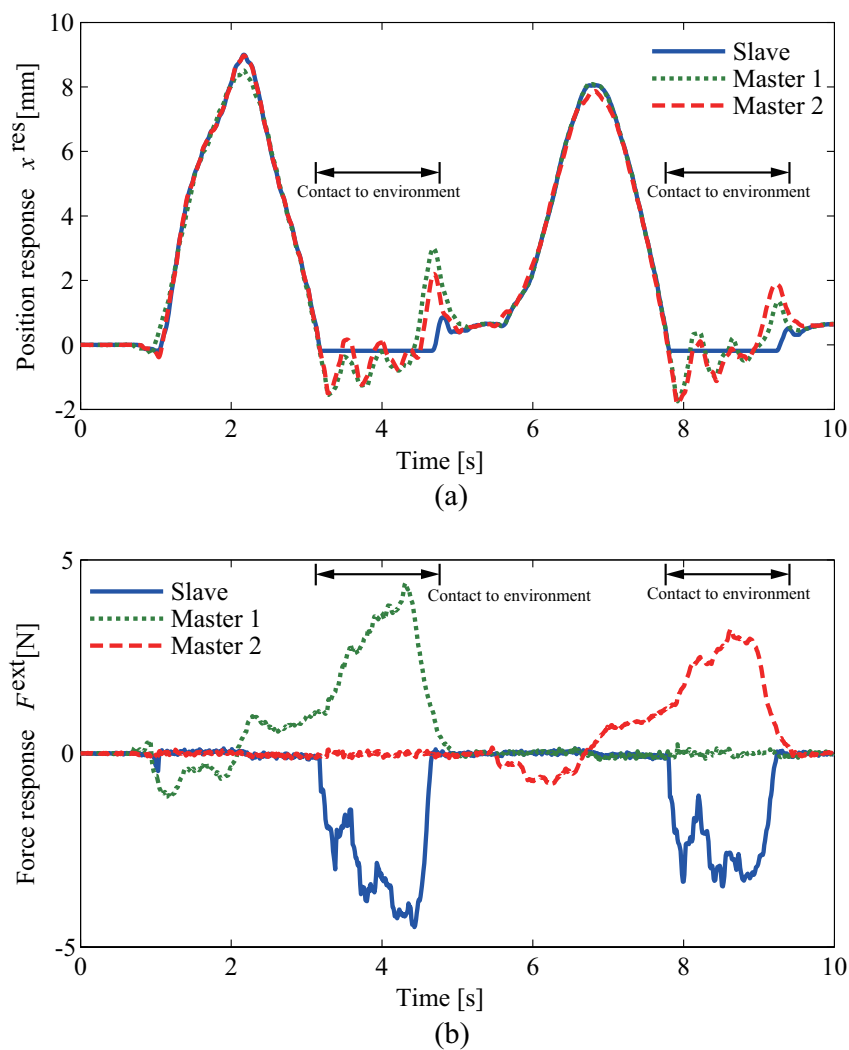 10
8
6
4
2
0
-2
Position response x^res[mm]
Slave
Master 1
Master 2
Contact to environment
Contact to environment
0
2
4
6
8
10
Time [s]
(a)
5
0
-5
Force response F^ext[N]
Slave
Master 1
Master 2
Contact to environment
Contact to environment
0
2
4
6
8
10
Time [s]
(b)